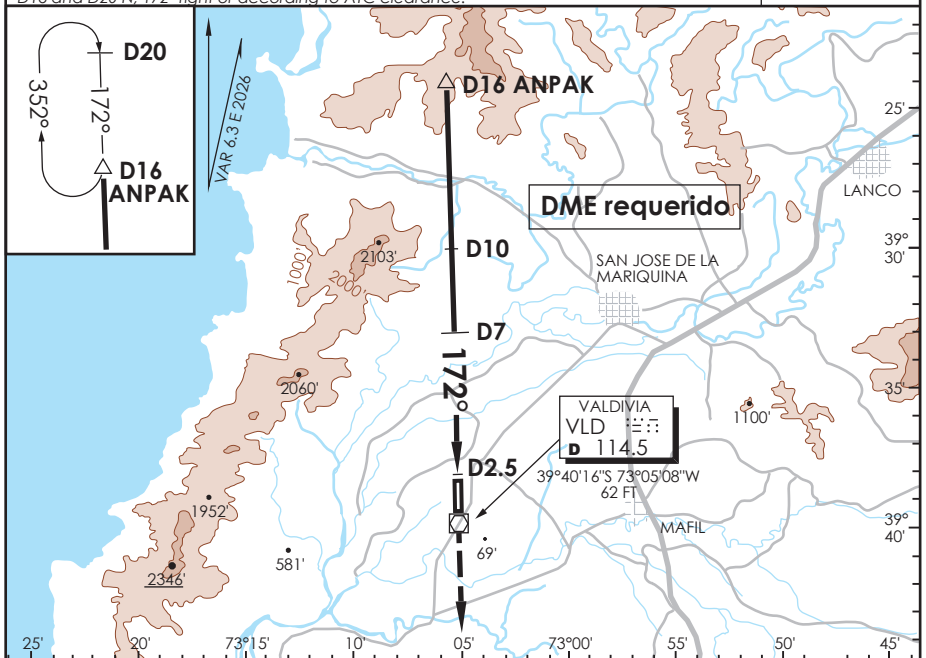 D16 and D20 N, 172° flight or according to ATC clearance.
D20
352°
172°
D16
ANPAK
VAR 6.3 E 2026
D16 ANPAK
25'
LANCO
DME requerido
D10
39°
30'
SAN JOSE DE LA
MARIQUINA
2103'
1000'
2000'
D7
172°
35'
2060'
1100'
VALDIVIA
VLD
D 114.5
39°40'16"S 73°05'08"W
62 FT
D2.5
1952'
MAFIL
39°
40'
69'
581'
2346'
25'
20'
73°15'
10'
05'
73°00'
55'
50'
45'